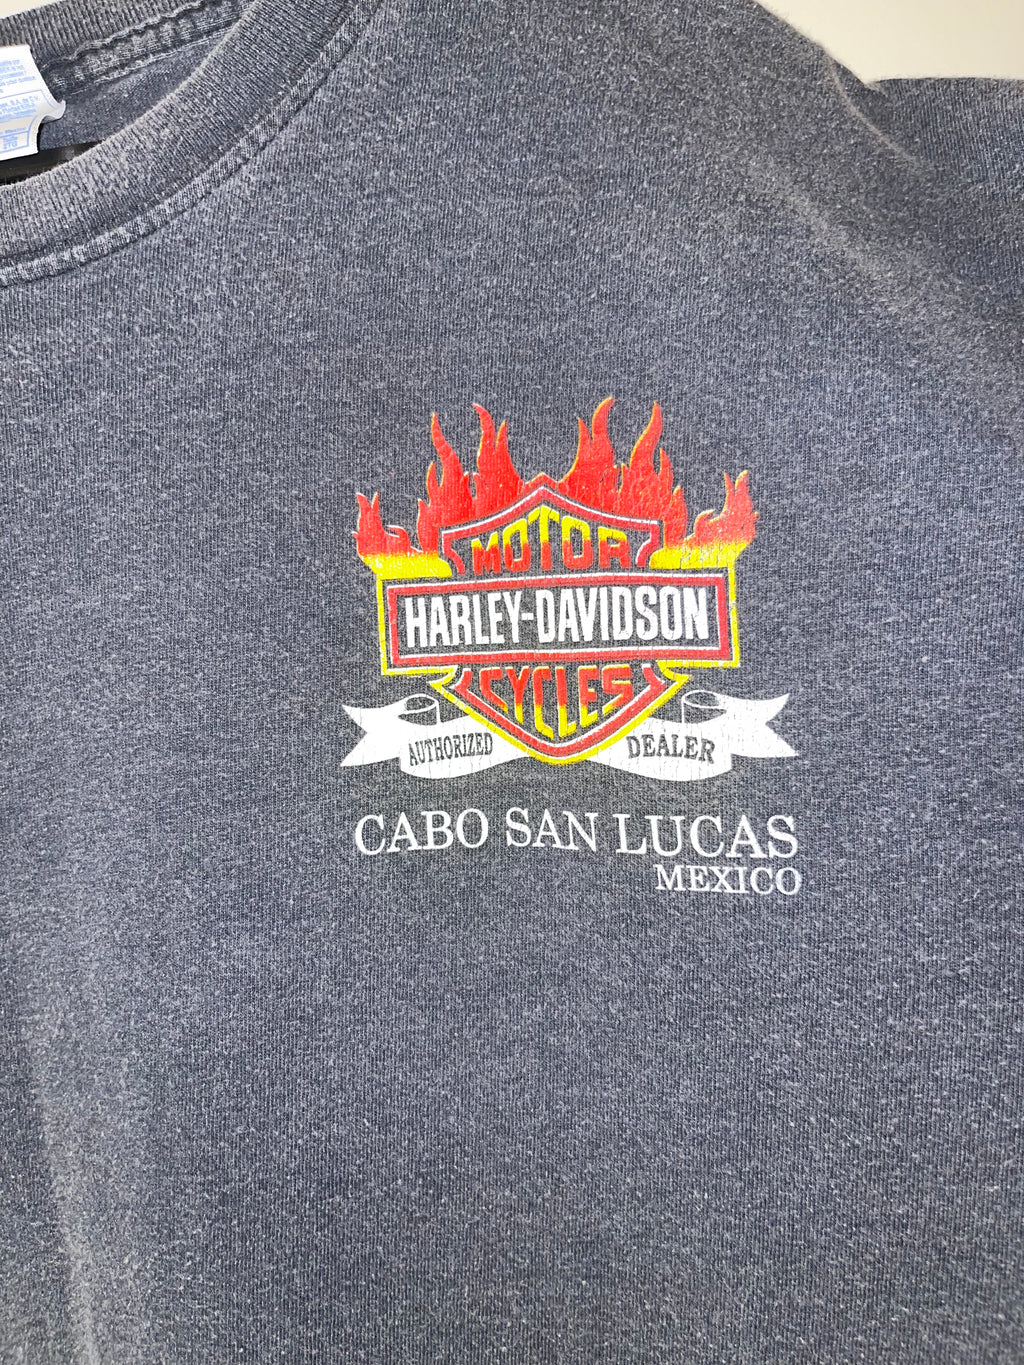 MOTOR
HARLEY-DAVIDSON
CYCLES
AUTHORIZED DEALER
CABO SAN LUCAS
MEXICO